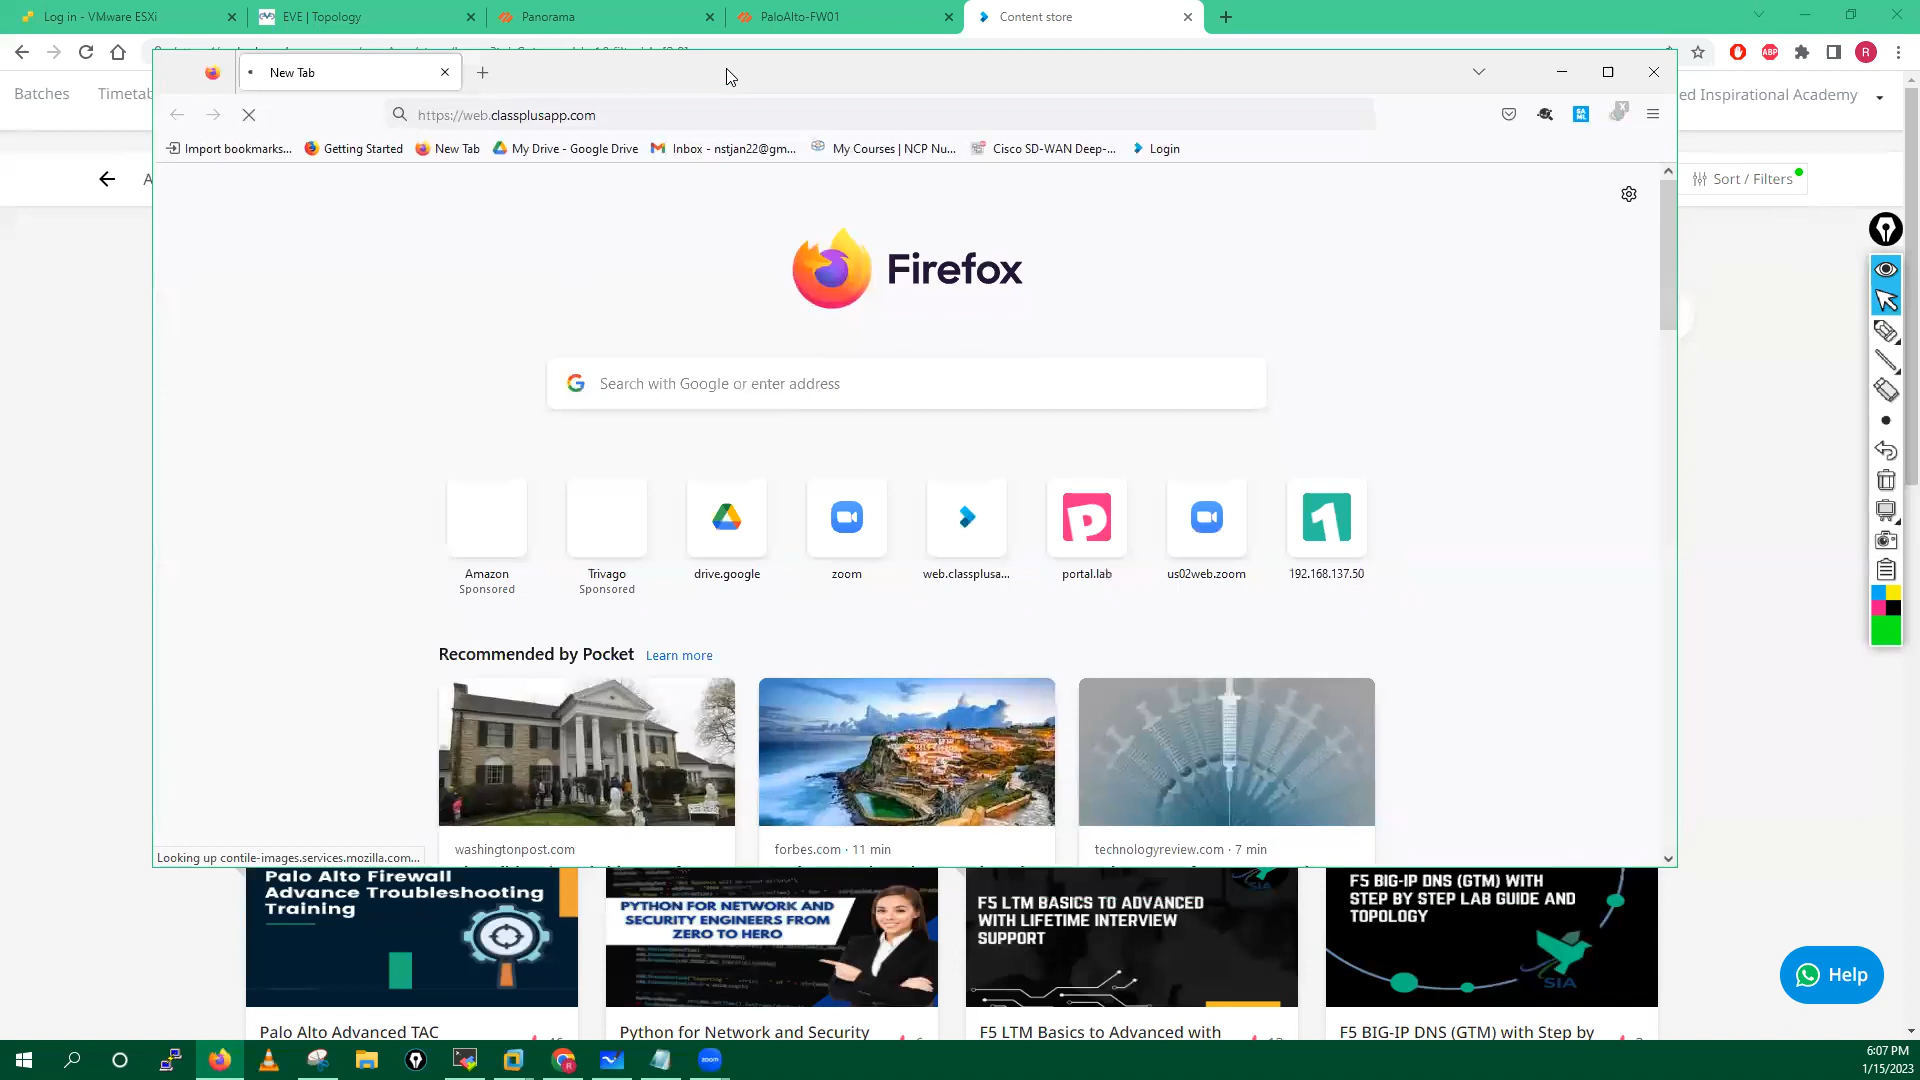 Log in - VMware ESXi
EVE | Topology
Panorama
PaloAlto-FW01
Content store
New Tab
https://web.classplusapp.com
Import bookmarks...
Getting Started
New Tab
My Drive - Google Drive
Inbox - nstjan22@gm...
My Courses | NCP Nu...
Cisco SD-WAN Deep-...
Login
Batches
ed Inspirational Academy
Sort / Filters
Firefox
Search with Google or enter address
Amazon
Sponsored
Trivago
Sponsored
drive.google
zoom
web.classplusa...
portal.lab
us02web.zoom
192.168.137.50
Recommended by Pocket
Learn more
washingtonpost.com
forbes.com · 11 min
technologyreview.com · 7 min
Looking up contile-images.services.mozilla.com...
Palo Alto Firewall
Advance Troubleshooting
Training
PYTHON FOR NETWORK AND
SECURITY ENGINEERS FROM
ZERO TO HERO
F5 LTM BASICS TO ADVANCED
WITH LIFETIME INTERVIEW
SUPPORT
F5 BIG-IP DNS (GTM) WITH
STEP BY STEP LAB GUIDE AND
TOPOLOGY
SIA
Help
Palo Alto Advanced TAC
Python for Network and Security
F5 LTM Basics to Advanced with
F5 BIG-IP DNS (GTM) with Step by
zoom
6:07 PM
1/15/2023